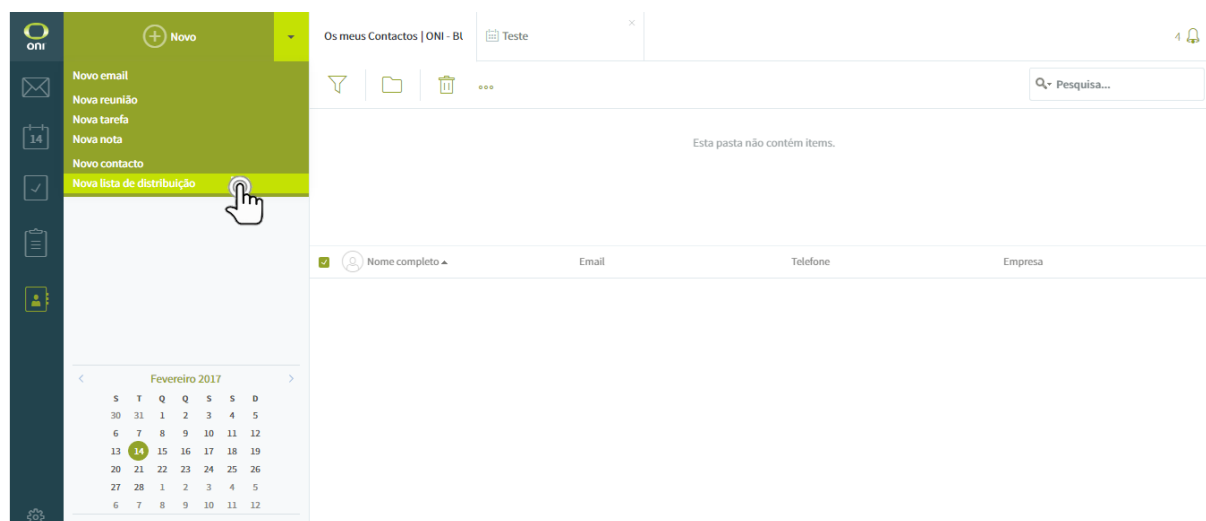 ONI
Novo
Os meus Contactos | ONI - BU
Teste
4
Novo email
Nova reunião
Nova tarefa
Nova nota
Novo contacto
Nova lista de distribuição
14
Pesquisa...
Esta pasta não contém items.
Nome completo
Email
Telefone
Empresa
Fevereiro 2017
S T Q Q S S D
30 31 1 2 3 4 5
6 7 8 9 10 11 12
13 14 15 16 17 18 19
20 21 22 23 24 25 26
27 28 1 2 3 4 5
6 7 8 9 10 11 12